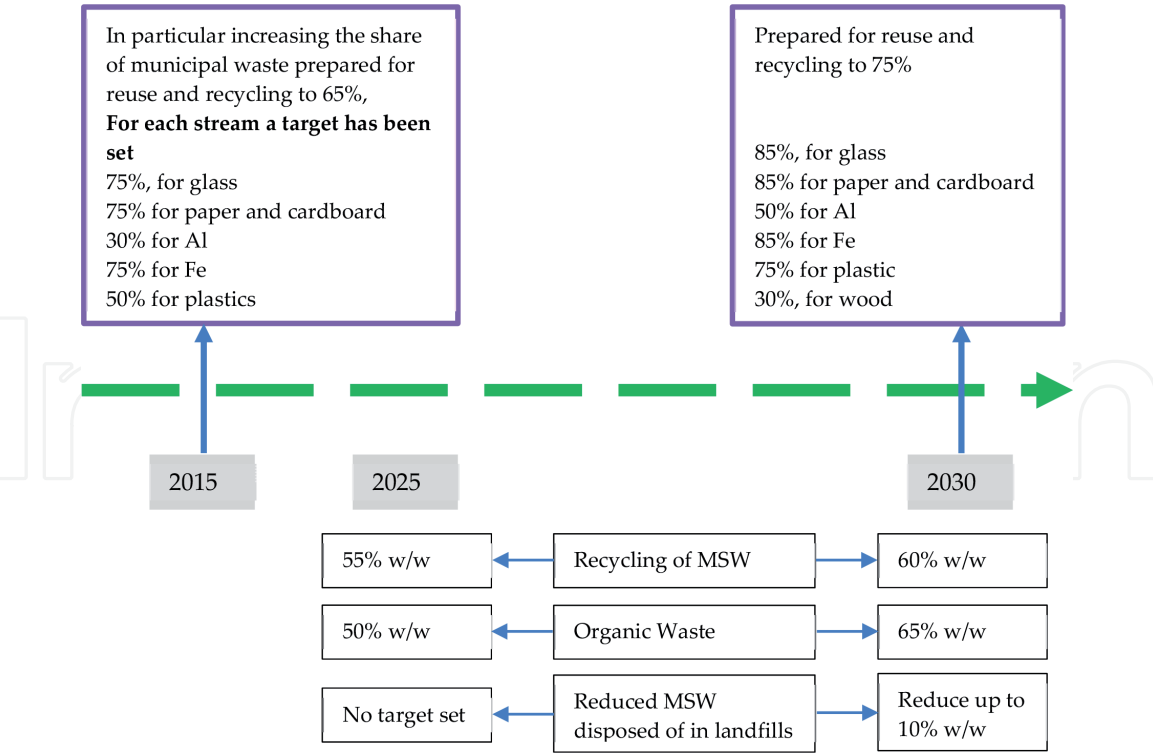 In particular increasing the share
of municipal waste prepared for
reuse and recycling to 65%,
For each stream a target has been
set
75%, for glass
75% for paper and cardboard
30% for Al
75% for Fe
50% for plastics
Prepared for reuse and
recycling to 75%
85%, for glass
85% for paper and cardboard
50% for Al
85% for Fe
75% for plastic
30%, for wood
2015
2025
2030
55% w/w
Recycling of MSW
60% w/w
50% w/w
Organic Waste
65% w/w
No target set
Reduced MSW
disposed of in landfills
Reduce up to
10% w/w